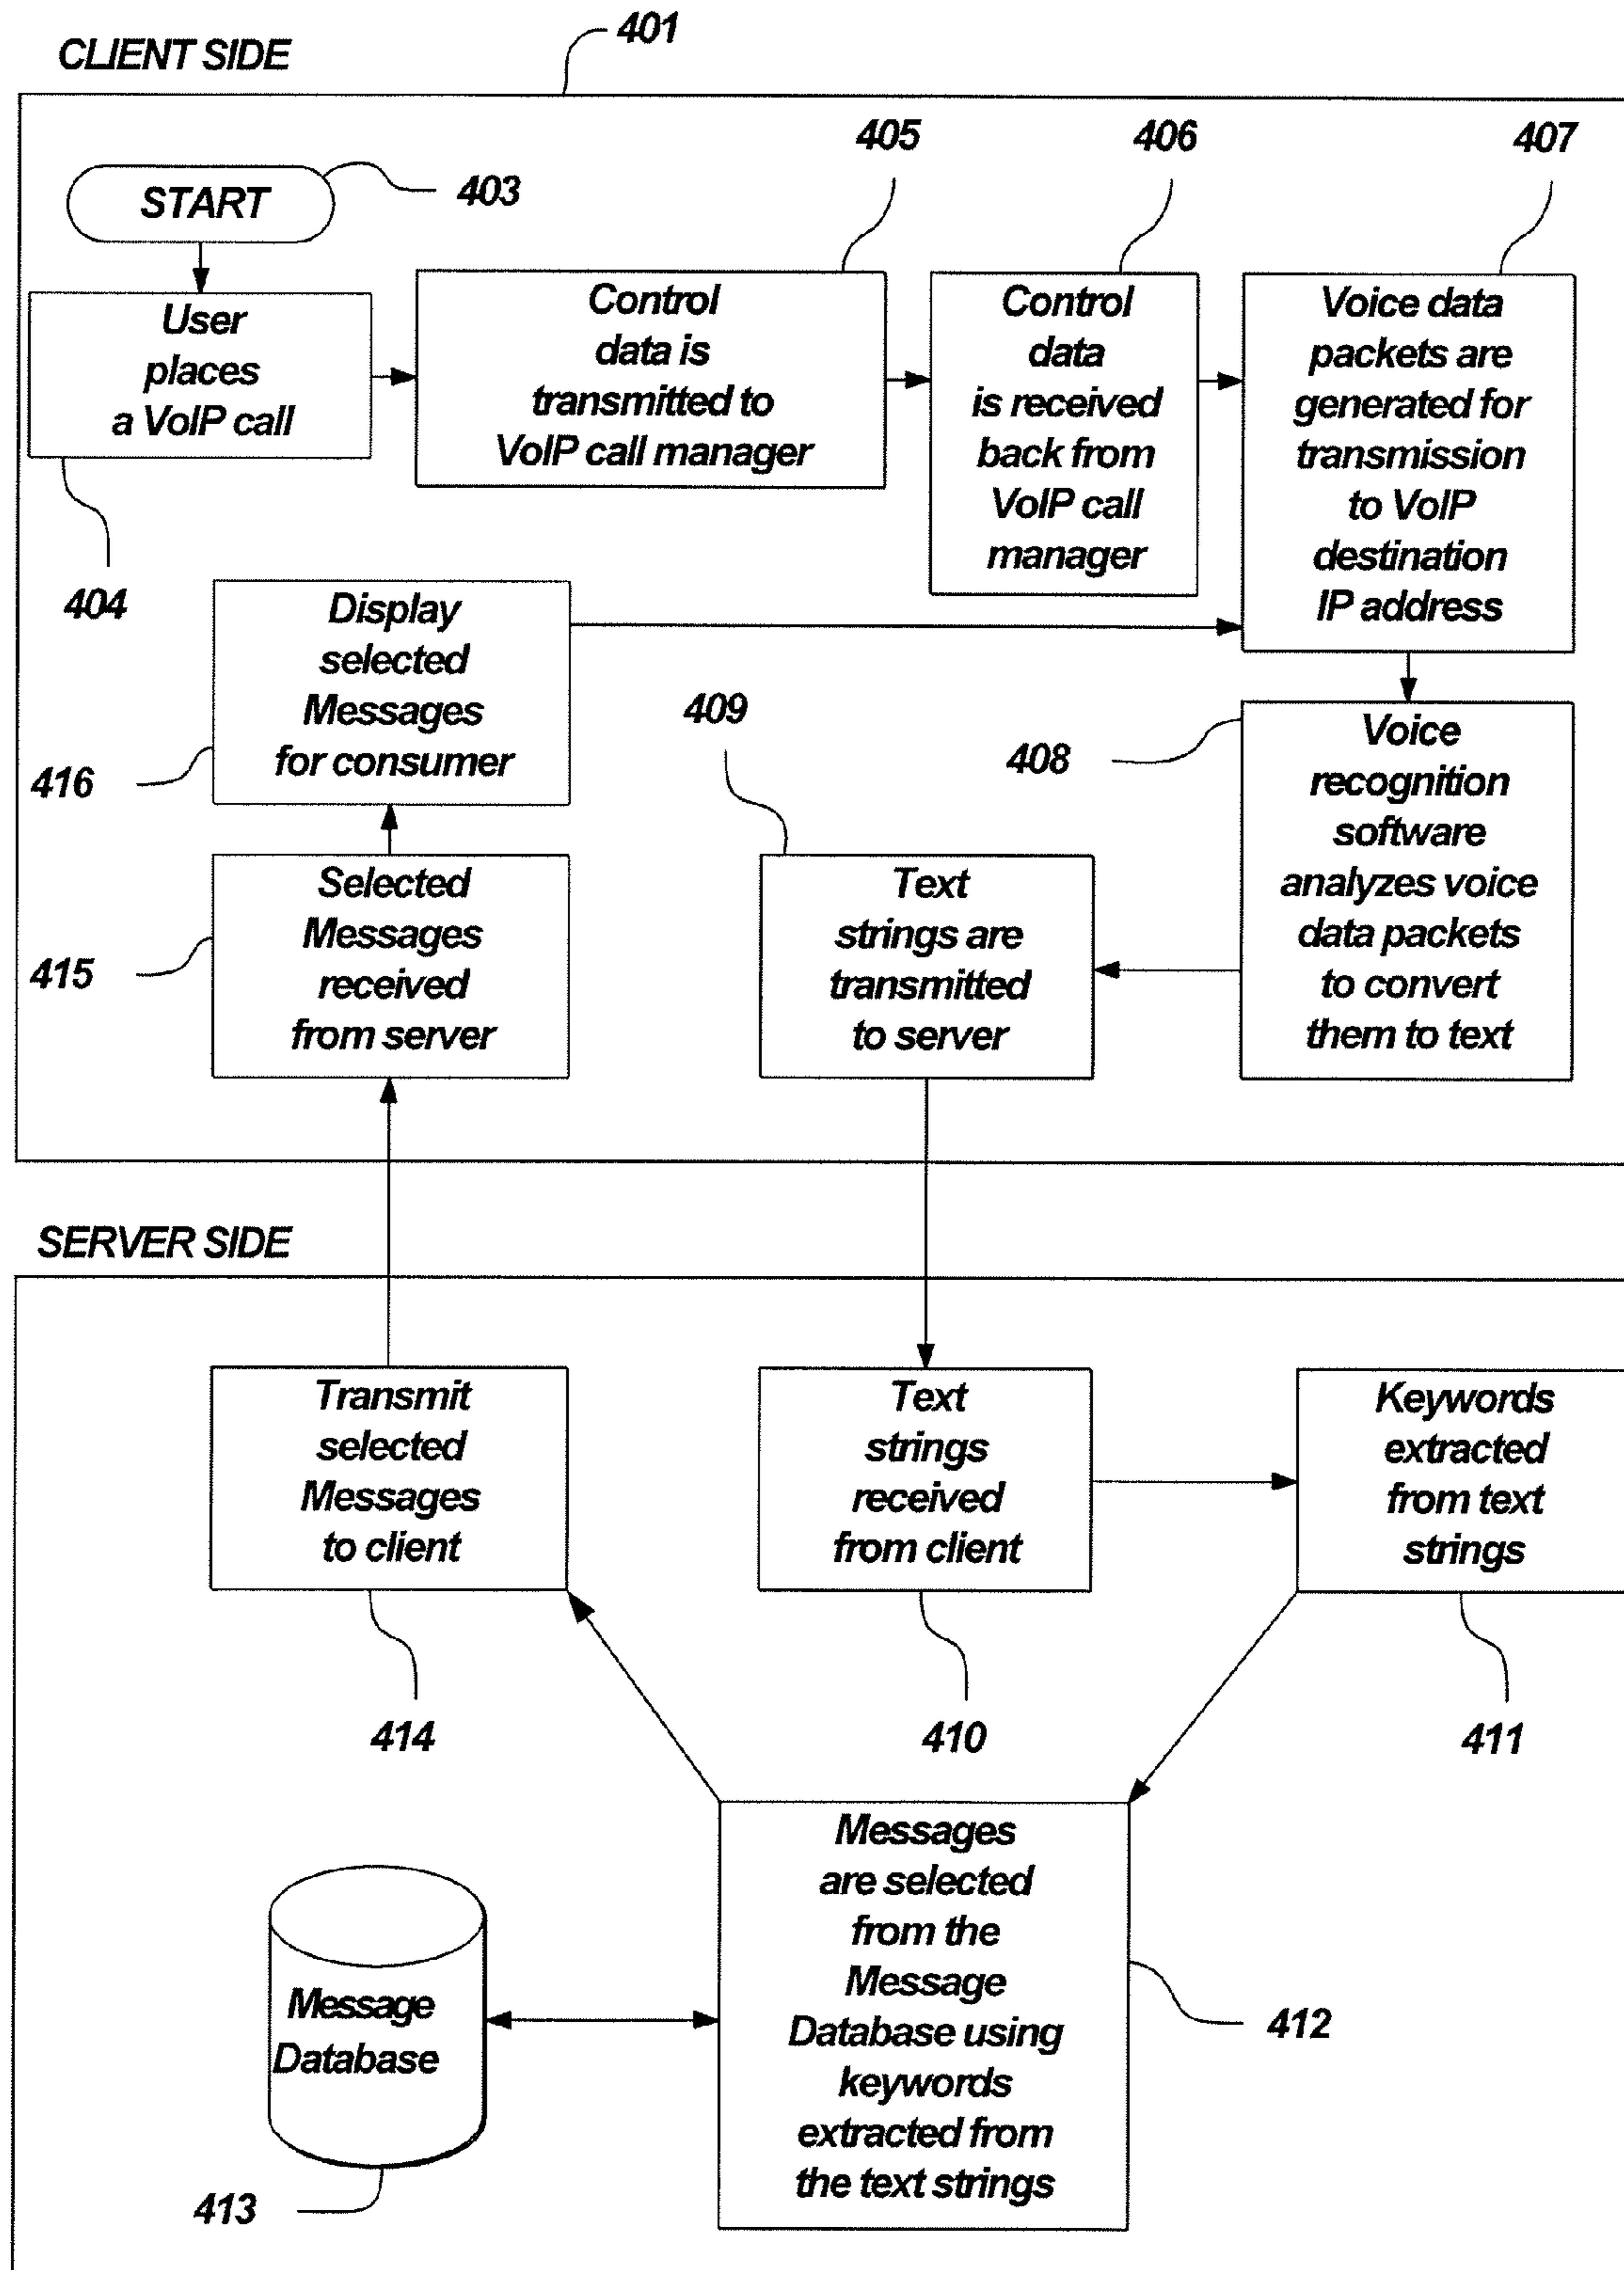 CLIENT SIDE
401
START
403
405
406
407
User
places
a VoIP call
404
Control
data is
transmitted to
VoIP call manager
Control
data
is received
back from
VoIP call
manager
Voice data
packets are
generated for
transmission
to VoIP
destination
IP address
Display
selected
Messages
for consumer
416
409
408
Voice
recognition
software
analyzes voice
data packets
to convert
them to text
Selected
Messages
received
from server
415
Text
strings are
transmitted
to server
SERVER SIDE
Transmit
selected
Messages
to client
414
Text
strings
received
from client
410
Keywords
extracted
from text
strings
411
Messages
are selected
from the
Message
Database using
keywords
extracted from
the text strings
412
Message
Database
413